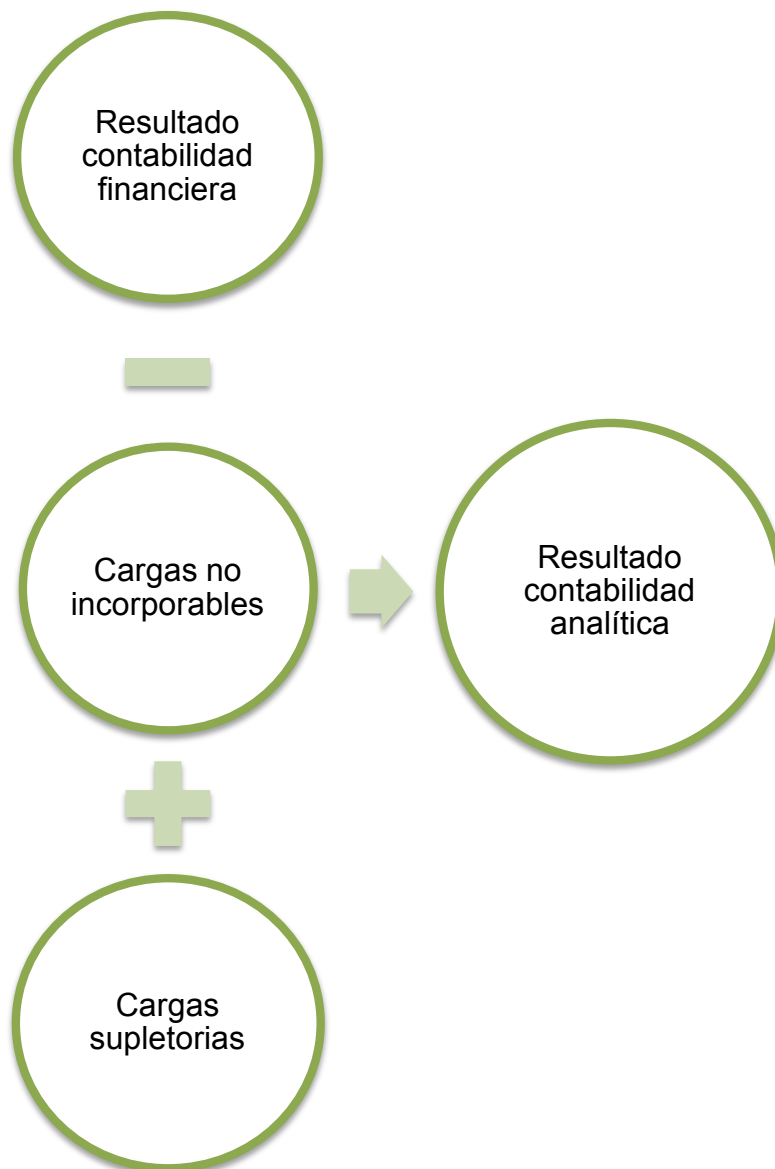 Resultado
contabilidad
financiera
Cargas no
incorporables
Resultado
contabilidad
analítica
Cargas
supletorias